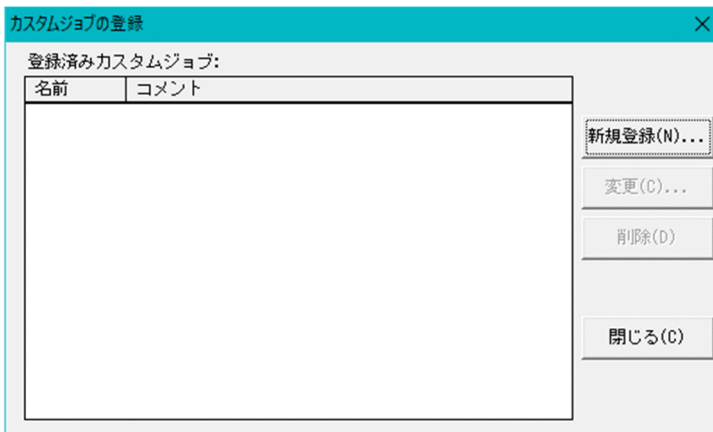 カスタムジョブの登録
登録済みカスタムジョブ:
名前 コメント
新規登録(N)...
変更(C)...
削除(D)
閉じる(C)